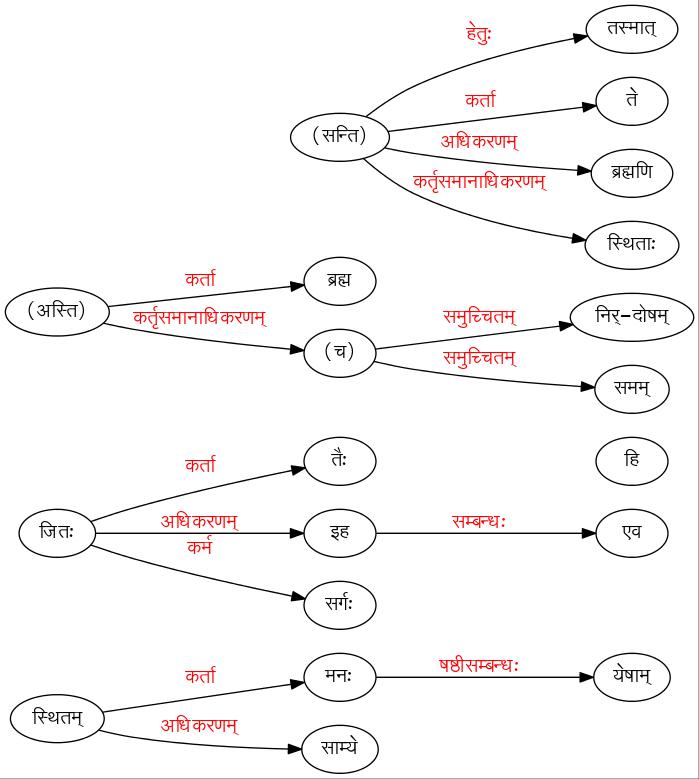 हेतुः
तस्मात्
(सन्ति)
कर्ता
ते
अधिकरणम्
ब्रह्मणि
कर्तृसमानाधिकरणम्
स्थिताः
(अस्ति)
कर्ता
ब्रह्म
कर्तृसमानाधिकरणम्
(च)
समुच्चितम्
निर्-दोषम्
समुच्चितम्
समम्
जितः
कर्ता
तैः
हि
अधिकरणम्
इह
सम्बन्धः
एव
कर्म
सर्गः
स्थितम्
कर्ता
मनः
षष्ठीसम्बन्धः
येषाम्
अधिकरणम्
साम्ये